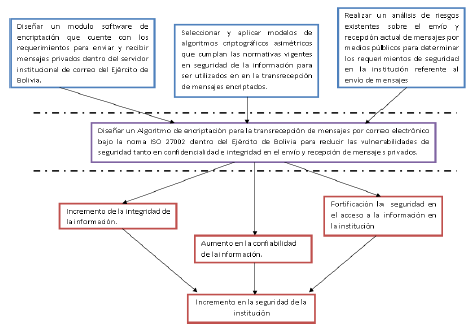 Diseñar un modulo software de
encriptación que cuente con los
requerimientos para enviar y recibir
mensajes privados dentro del servidor
institucional de correo del Ejército de
Bolivia.
Seleccionar y aplicar modelos de
algoritmos criptográficos asimétricos
que cumplan las normativas vigentes
en seguridad de la información para
ser utilizados en en la transrecepción
de mensajes encriptados.
Realizar un análisis de riesgos
existentes sobre el envío y
recepción actual de mensajes por
medios públicos para determinar
los requerimientos de seguridad
en la institución referente al
envío de mensajes
Diseñar un Algoritmo de encriptación para la transrecepción de mensajes por correo electrónico
bajo la norma ISO 27002 dentro del Ejército de Bolivia para reducir las vulnerabilidades de
seguridad tanto en confidencialidad e integridad en el envío y recepción de mensajes privados.
Incremento de la integridad de
la información.
Aumento en la confiabilidad
de la información.
Fortificación la seguridad en
el acceso a la información en
la institución
Incremento en la seguridad de la
institución